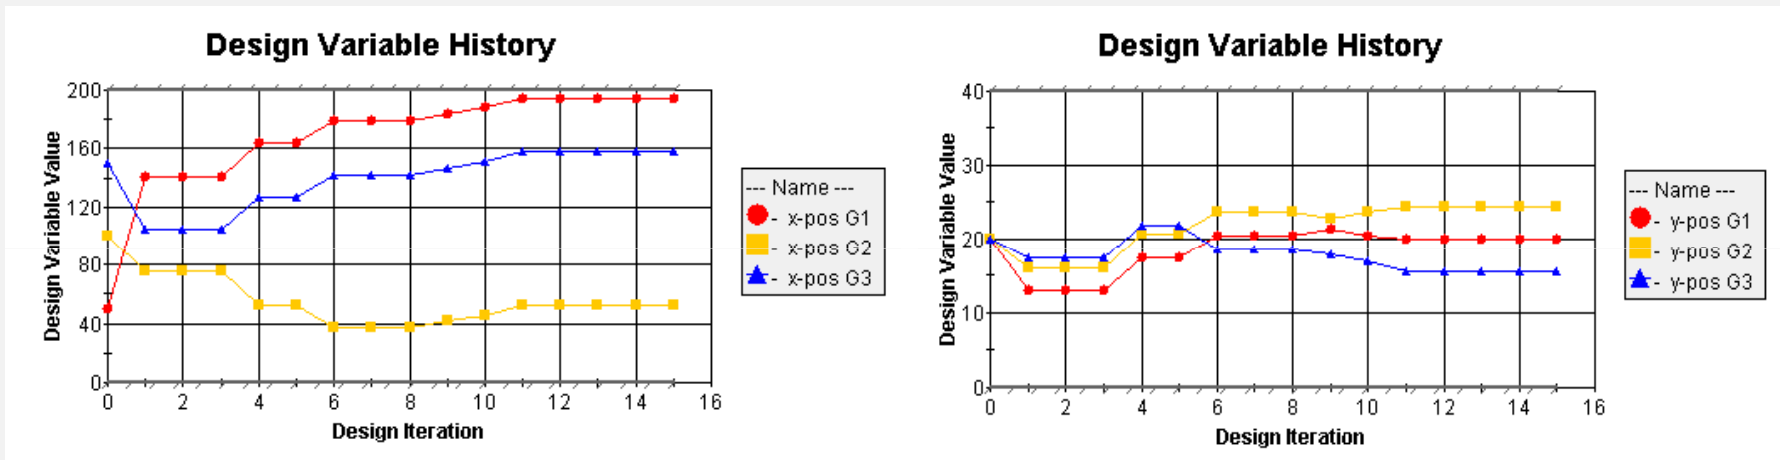 Design Variable History
Design Variable Value
200
160
120
80
40
0
0 2 4 6 8 10 12 14 16
Design Iteration
--- Name ---
- x-pos G1
- x-pos G2
- x-pos G3
Design Variable History
Design Variable Value
40
30
20
10
0
0 2 4 6 8 10 12 14 16
Design Iteration
--- Name ---
- y-pos G1
- y-pos G2
- y-pos G3